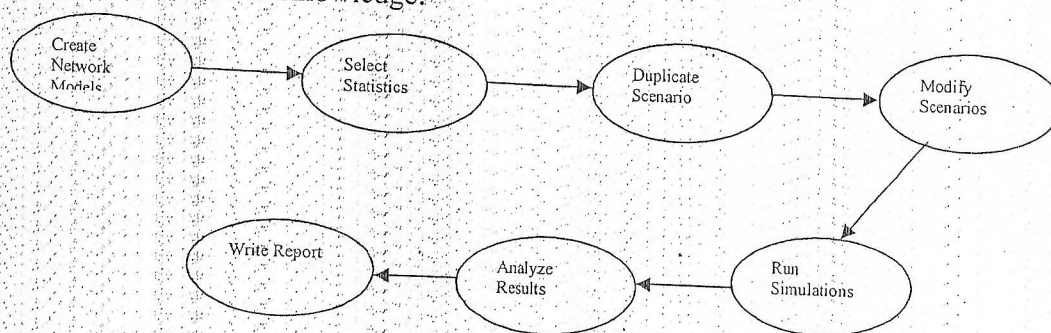 Create
Network
Models
Select
Statistics
Duplicate
Scenario
Modify
Scenarios
Run
Simulations
Analyze
Results
Write Report